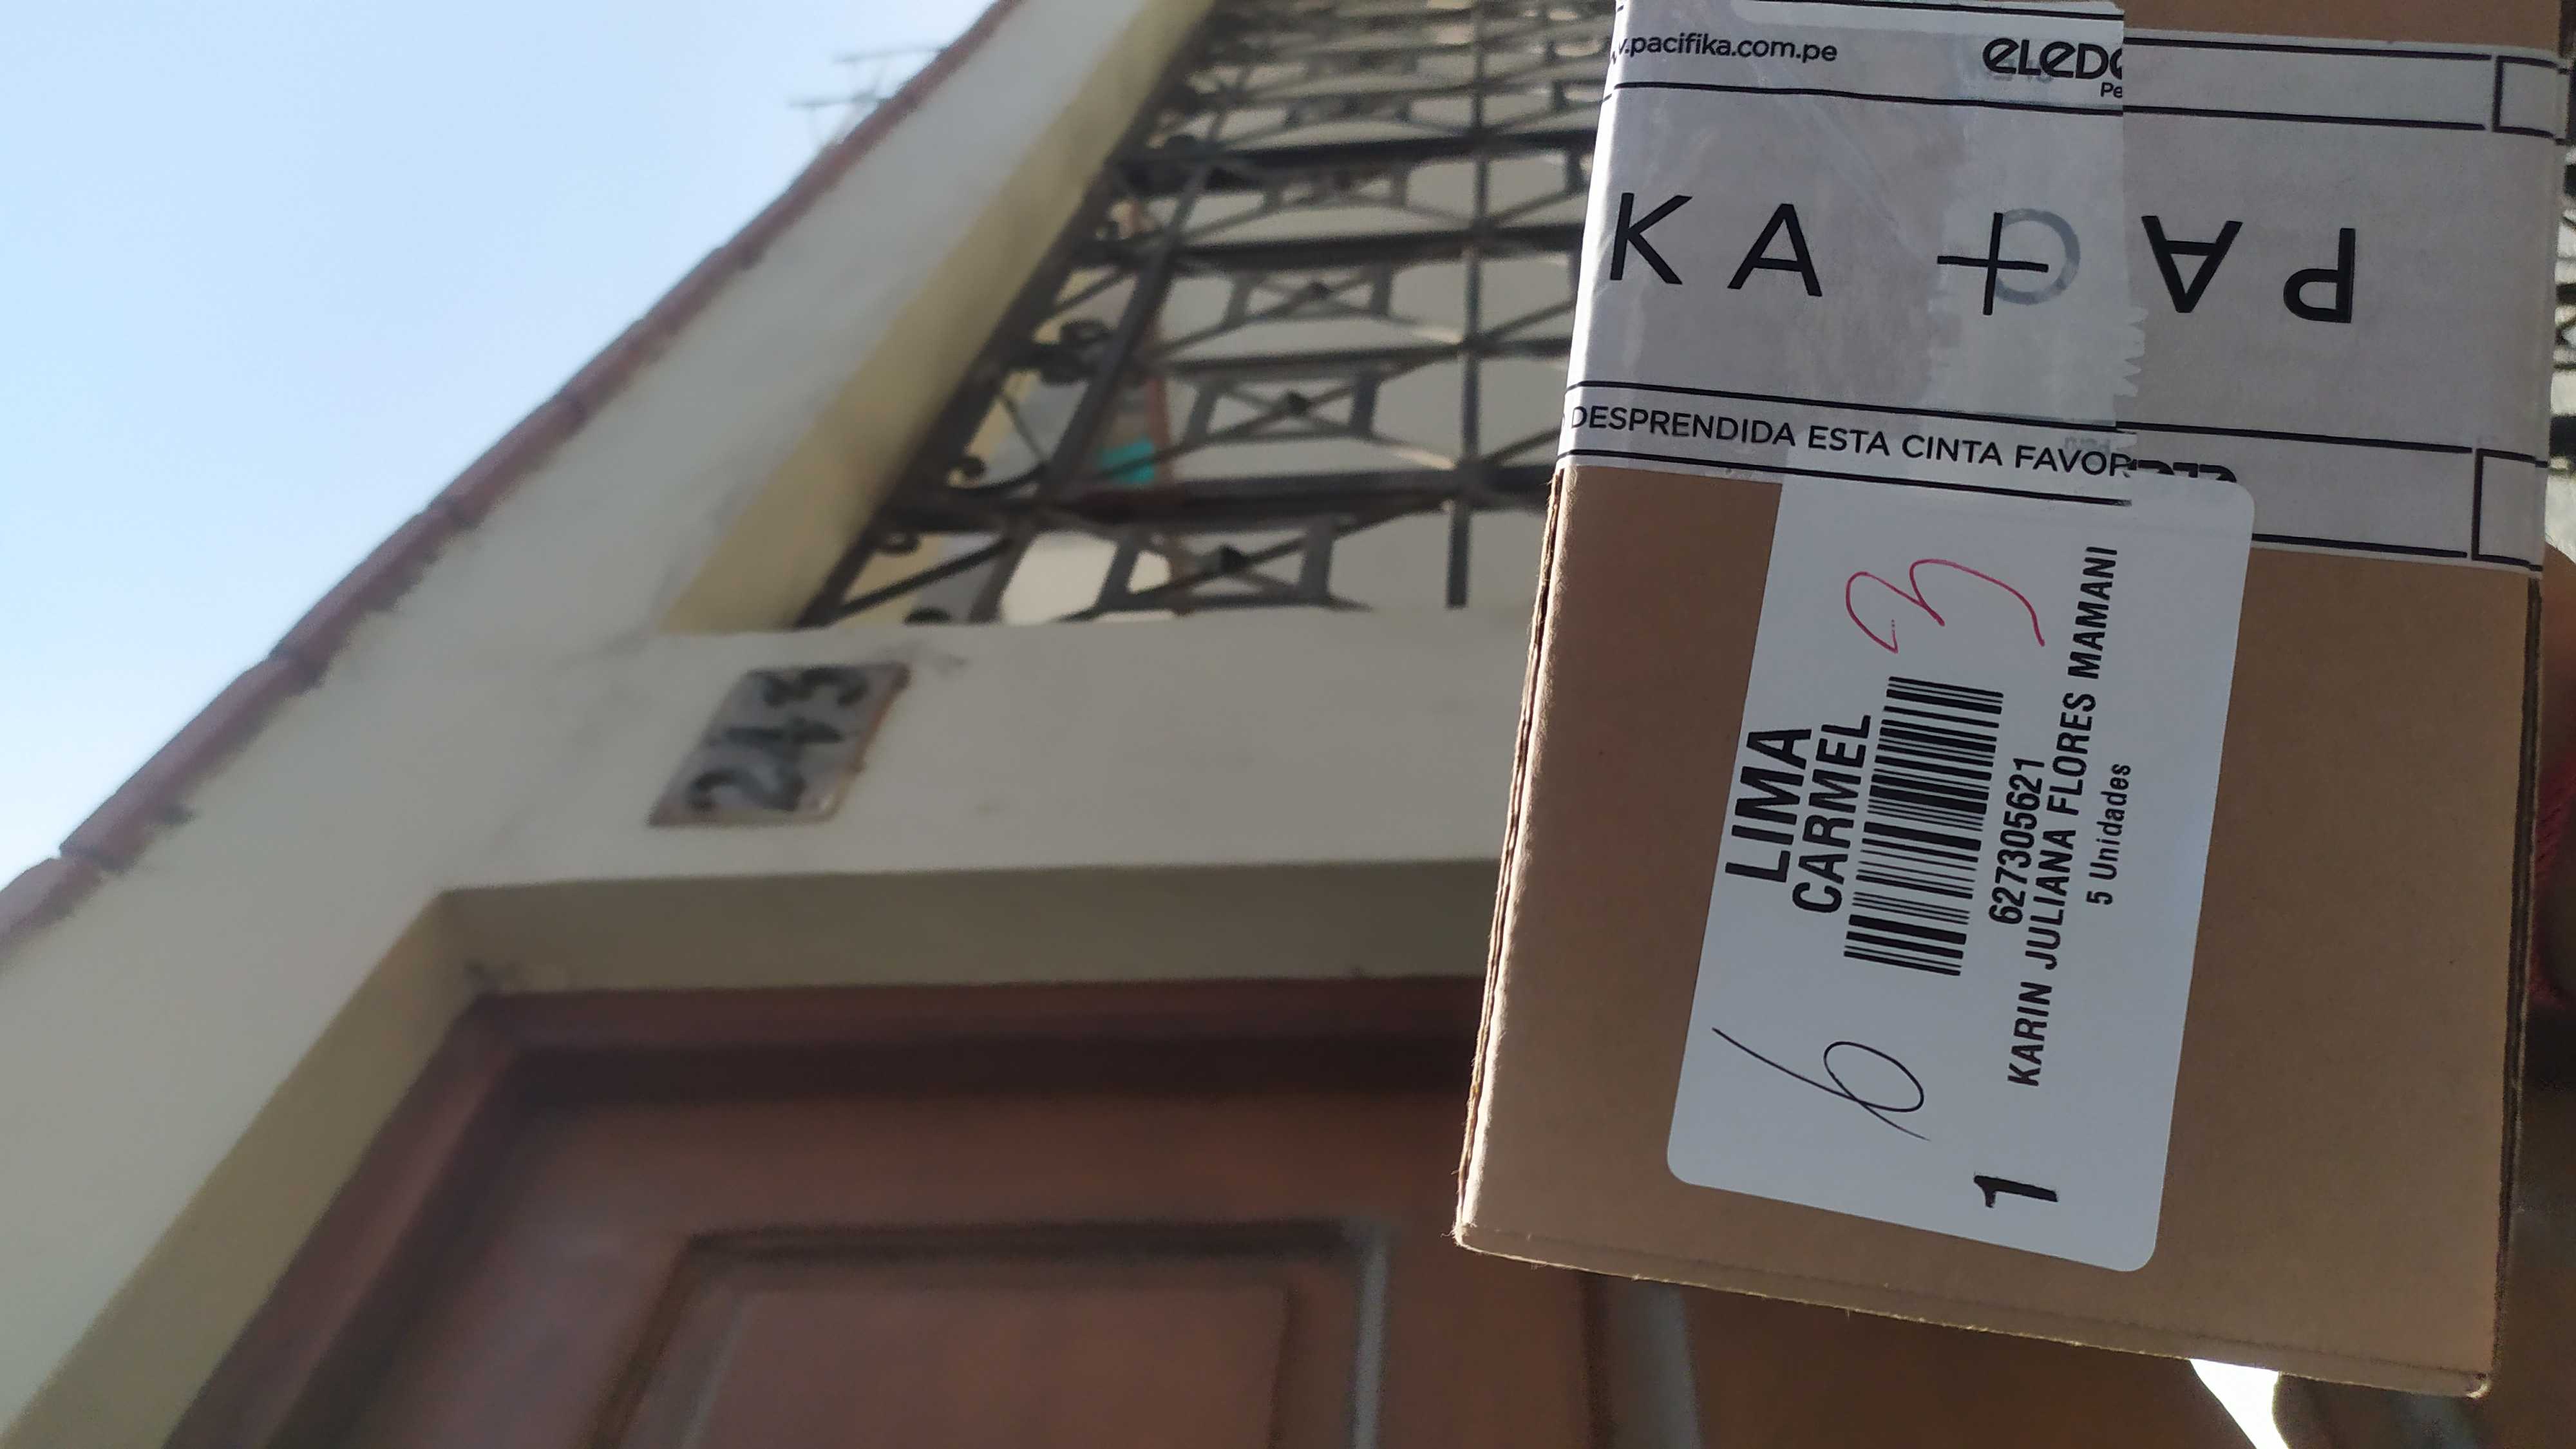 .pacifika.com.pe
KA
PA
DESPRENDIDA ESTA CINTA FAVOR
243
3
LIMA
CARMEL
627305621
KARIN JULIANA FLORES MAMANI
5 Unidades
6
1